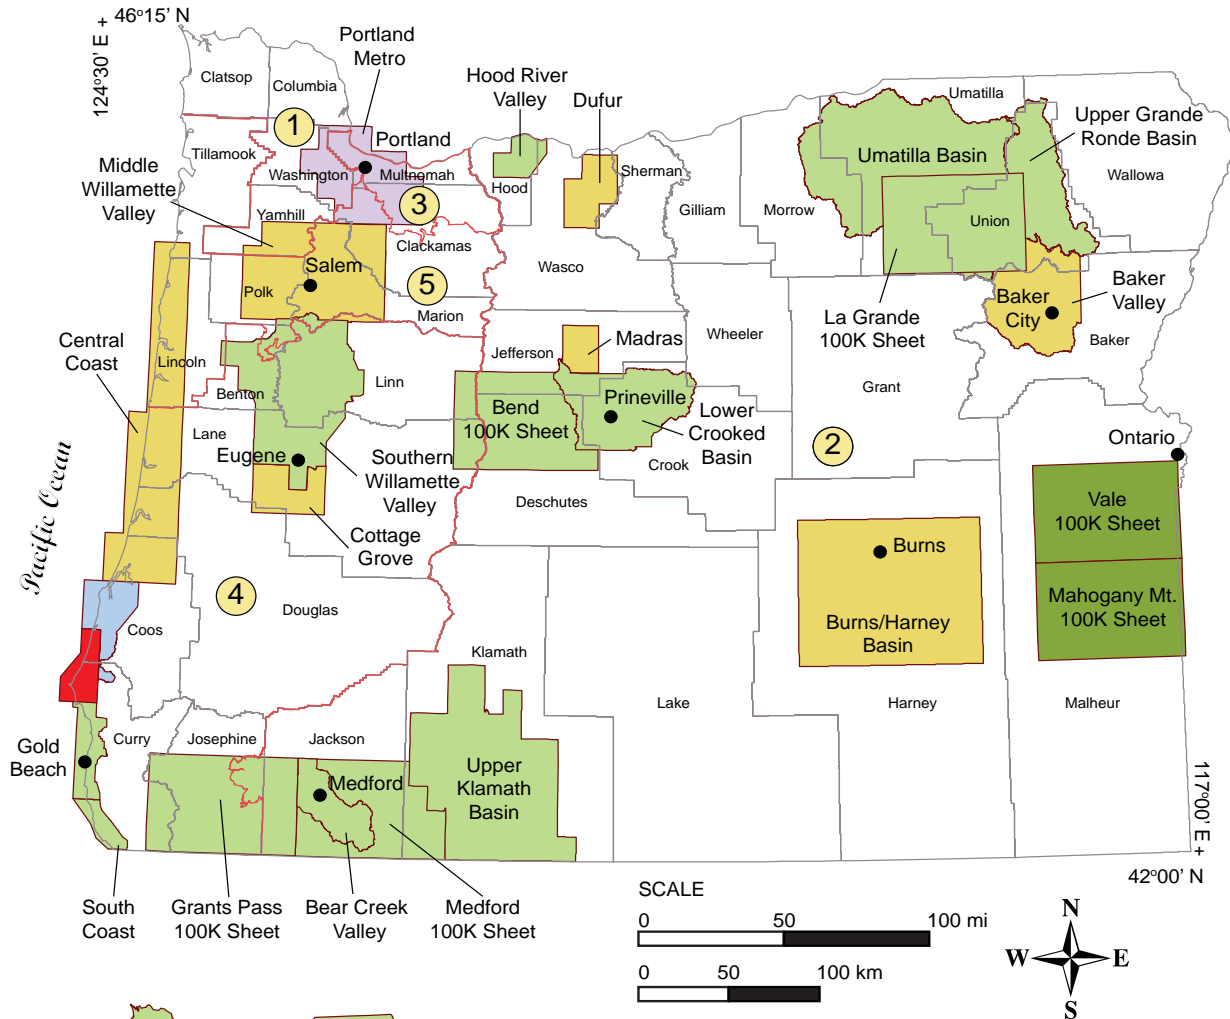 46°15' N
124°30' E +
Clatsop
Columbia
Portland
Metro
Hood River
Valley
Dufur
Umatilla
Upper Grande
Ronde Basin
1
Portland
Tillamook
Middle
Willamette
Valley
Washington
Multnomah
Hood
Sherman
Umatilla Basin
Wallowa
Yamhill
3
Gilliam
Morrow
Union
Clackamas
Salem
Wasco
Polk
5
Marion
Baker
City
Baker
Valley
La Grande
100K Sheet
Central
Coast
Lincoln
Jefferson
Madras
Wheeler
Baker
Benton
Linn
Grant
Bend
100K Sheet
Prineville
Lower
Crooked
Basin
Lane
Eugene
Southern
Willamette
Valley
Crook
2
Ontario
Pacific Ocean
Deschutes
Vale
100K Sheet
Cottage
Grove
Burns
4
Douglas
Mahogany Mt.
100K Sheet
Coos
Burns/Harney
Basin
Klamath
Lake
Harney
Malheur
Gold
Beach
Curry
Josephine
Jackson
Medford
Upper
Klamath
Basin
117°00' E +
42°00' N
South
Coast
Grants Pass
100K Sheet
Bear Creek
Valley
Medford
100K Sheet
SCALE
0 50 100 mi
0 50 100 km
N
W E
S